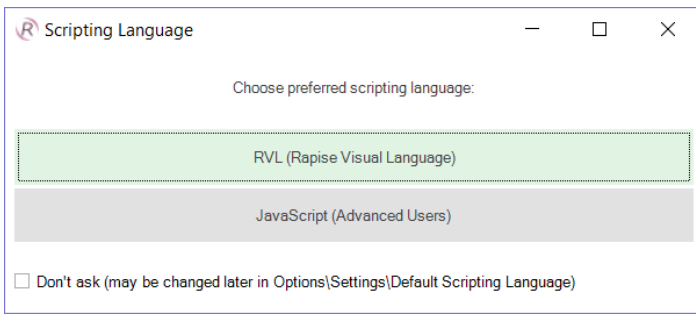 Scripting Language
Choose preferred scripting language:
RVL (Rapise Visual Language)
JavaScript (Advanced Users)
Don't ask (may be changed later in Options\Settings\Default Scripting Language)